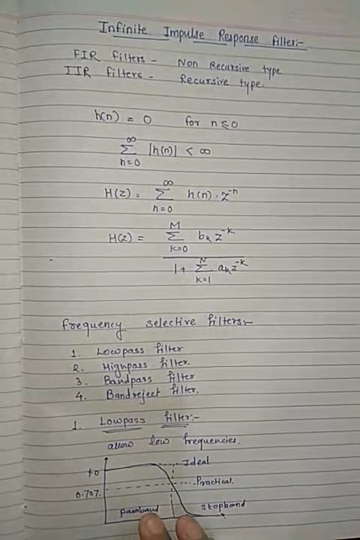 Infinite Impulse Response filter:-
FIR filters - Non Recursive type
IIR filters - Recursive type.
h(n) = 0 for n ≤ 0
∞
∑ |h(n)| < ∞
n=0
∞
H(z) = ∑ h(n) . z⁻ⁿ
n=0
M
H(z) = ∑ bₖ z⁻ᵏ
k=0
N
1 + ∑ aₖ z⁻ᵏ
k=1
frequency selective filters:-
1. Lowpass filter
2. Highpass filter
3. Bandpass filter
4. Bandreject filter.
1. Lowpass filter:-
allow low frequencies.
Ideal
1.0
Practical
0.707
passband stopband